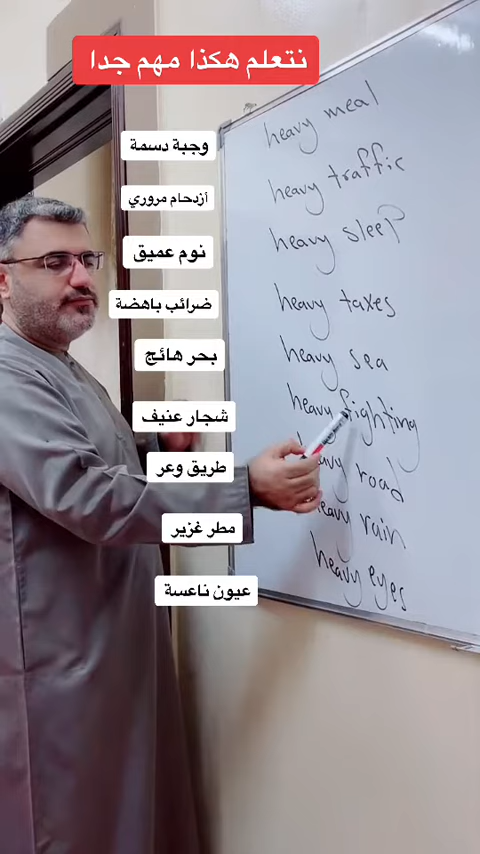 نتعلم هكذا مهم جدا
وجبة دسمة
heavy meal
أزدحام مروري
heavy traffic
نوم عميق
heavy sleep
ضرائب باهضة
heavy taxes
بحر هائج
heavy sea
شجار عنيف
heavy fighting
طريق وعر
heavy road
مطر غزير
heavy rain
عيون ناعسة
heavy eyes